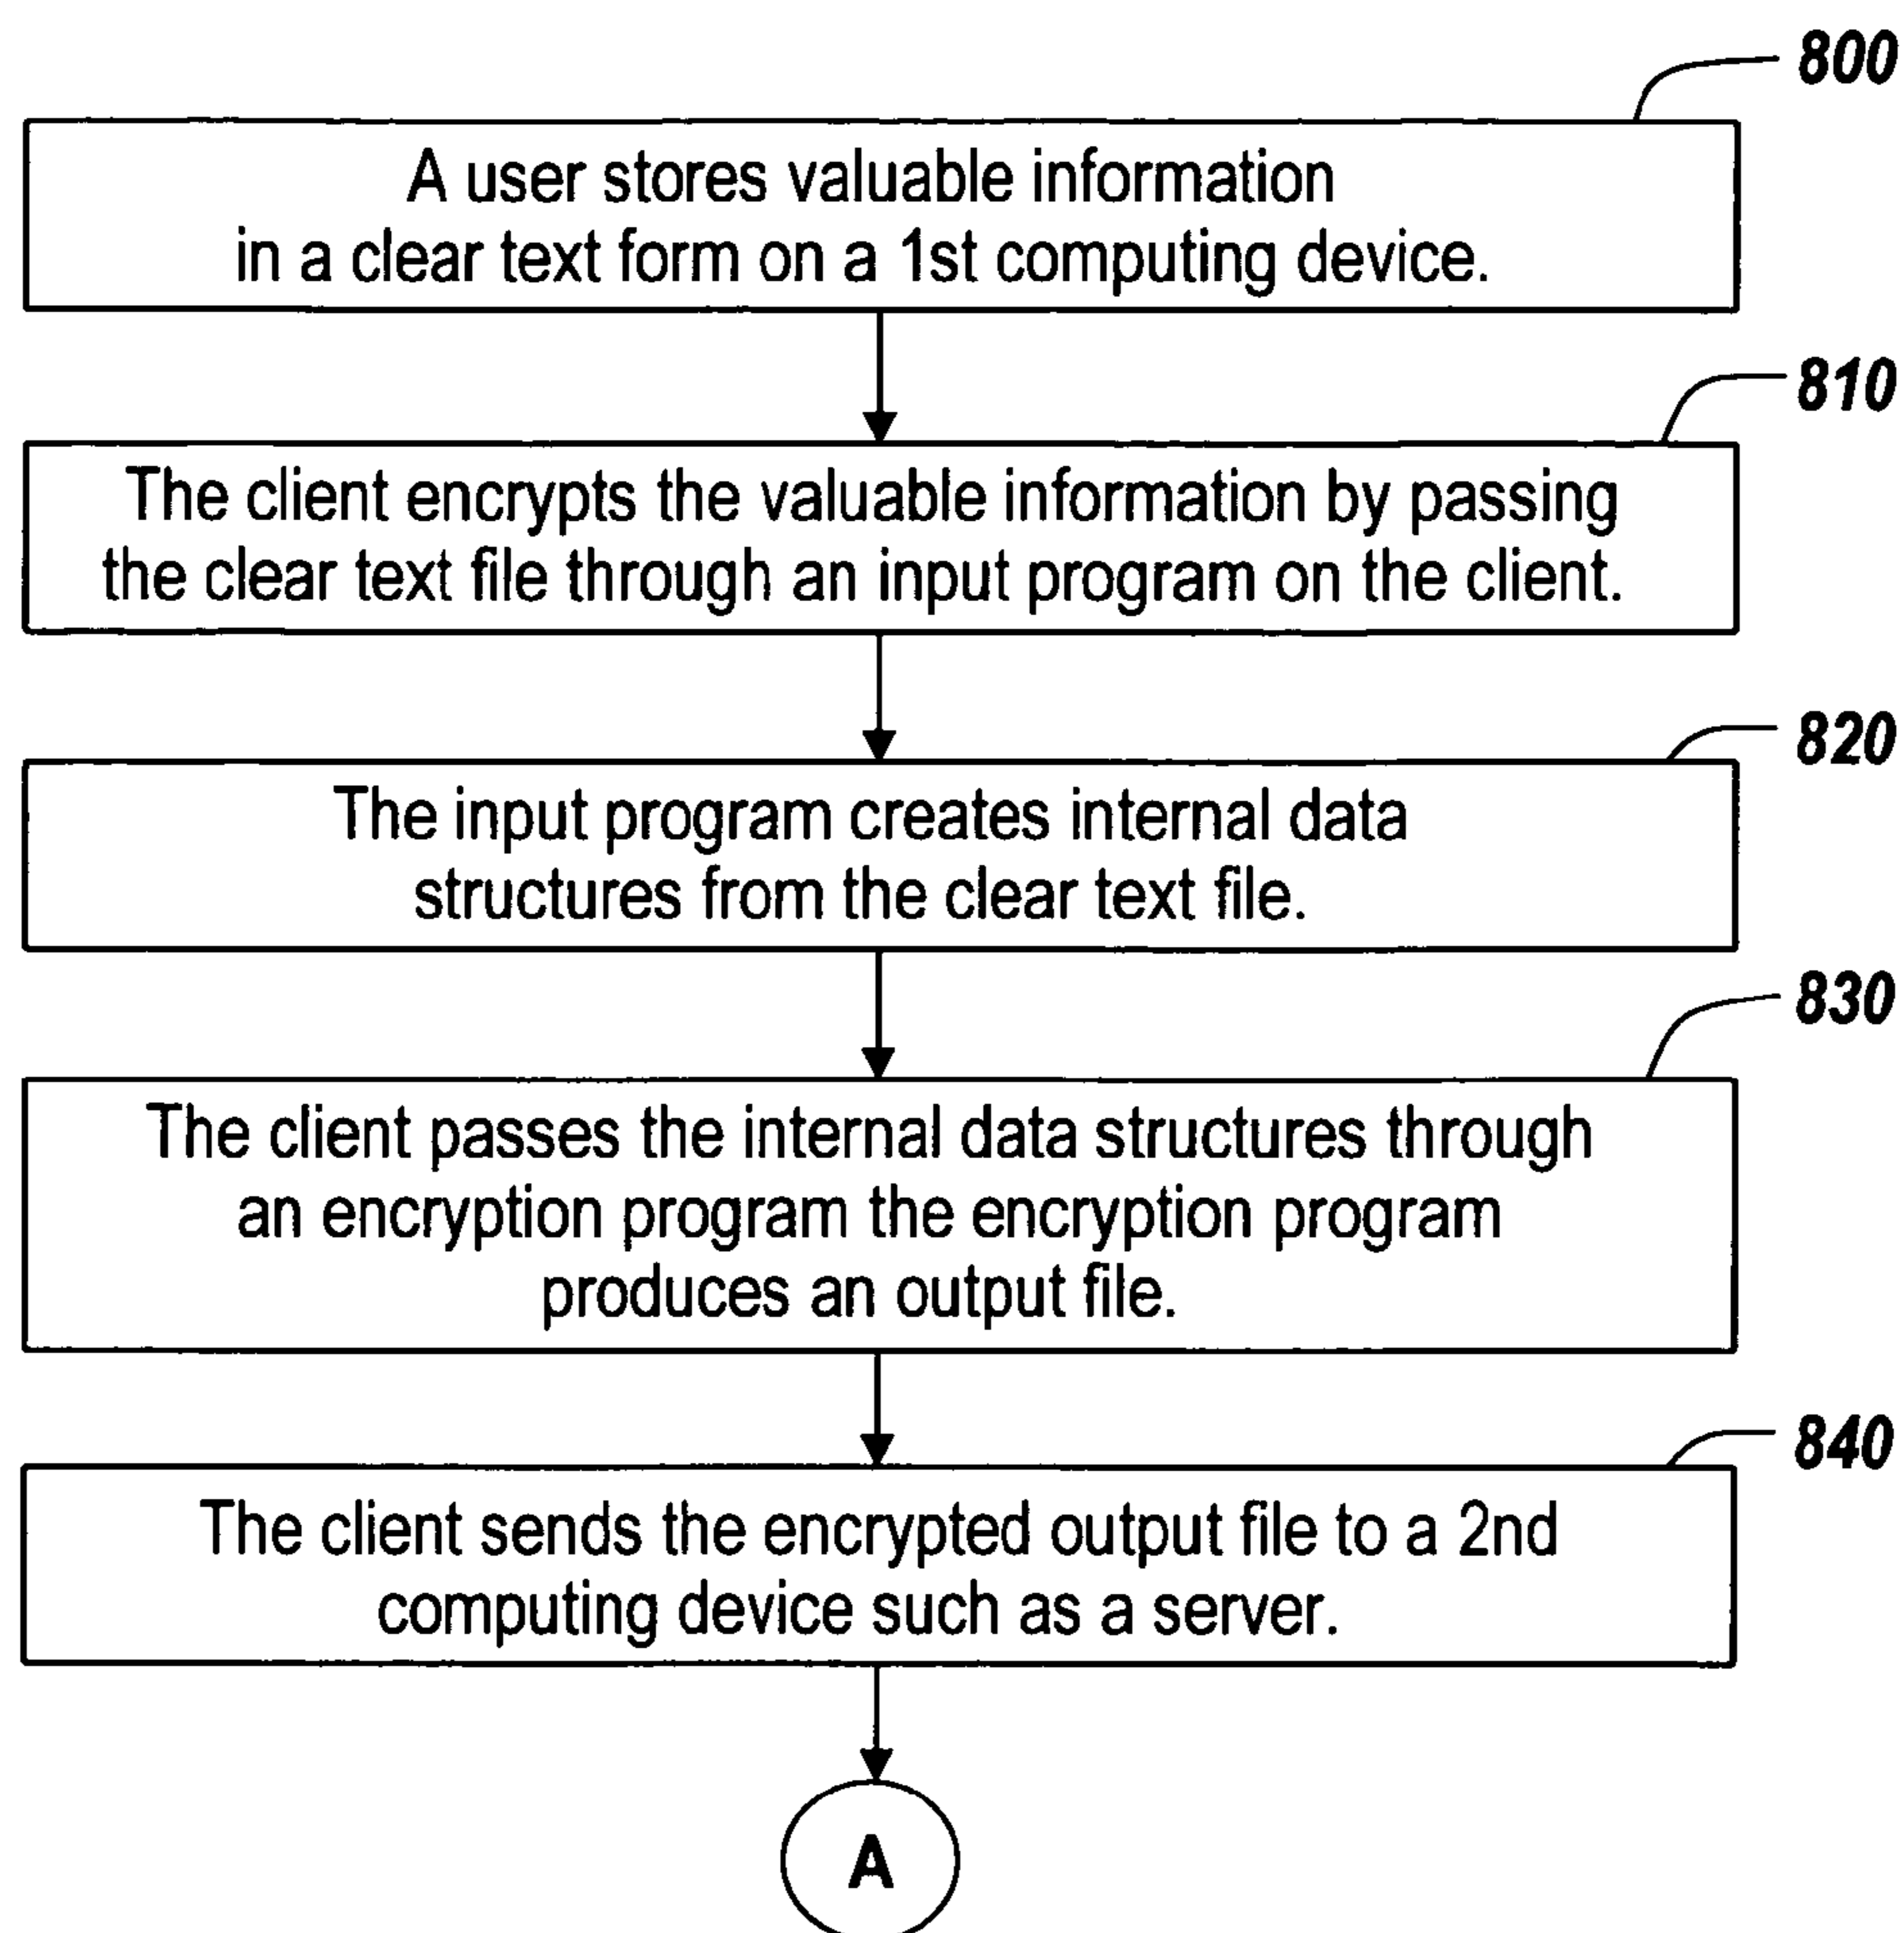 800
A user stores valuable information
in a clear text form on a 1st computing device.
810
The client encrypts the valuable information by passing
the clear text file through an input program on the client.
820
The input program creates internal data
structures from the clear text file.
830
The client passes the internal data structures through
an encryption program the encryption program
produces an output file.
840
The client sends the encrypted output file to a 2nd
computing device such as a server.
A